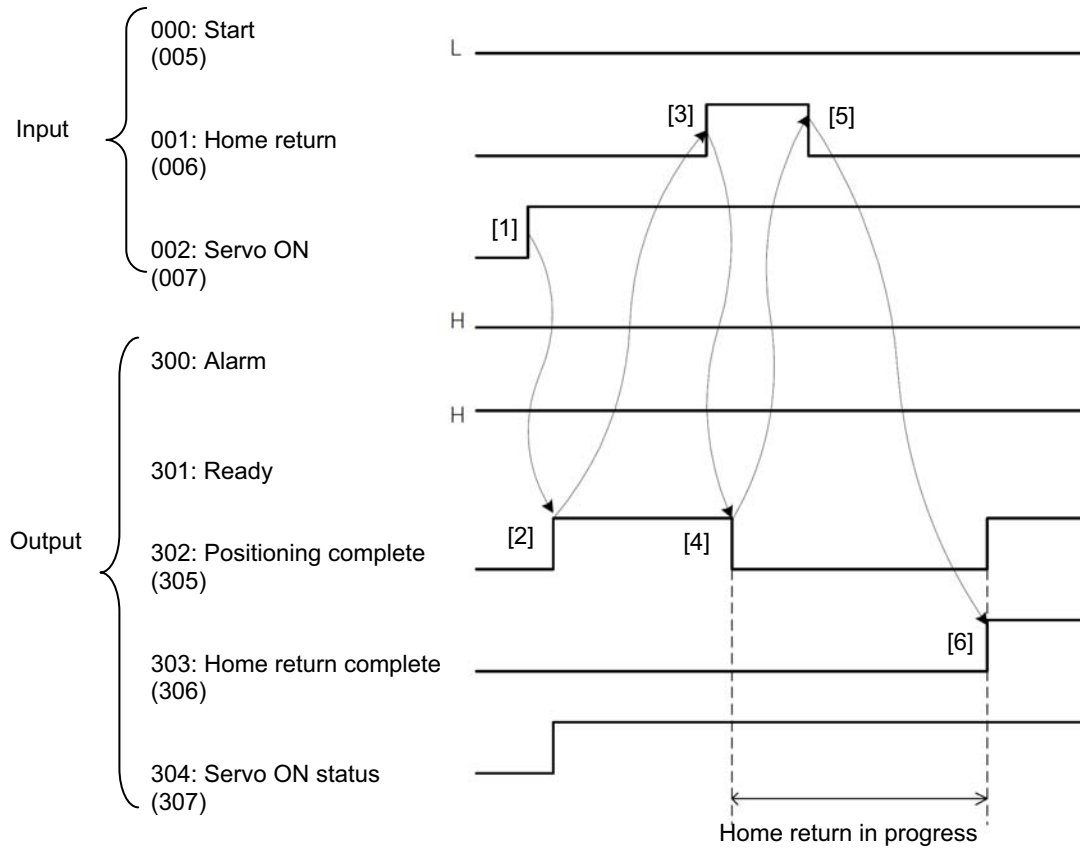 000: Start
(005)
L
Input
001: Home return
(006)
[3]
[5]
002: Servo ON
(007)
[1]
300: Alarm
H
301: Ready
H
Output
302: Positioning complete
(305)
[2]
[4]
303: Home return complete
(306)
[6]
304: Servo ON status
(307)
Home return in progress